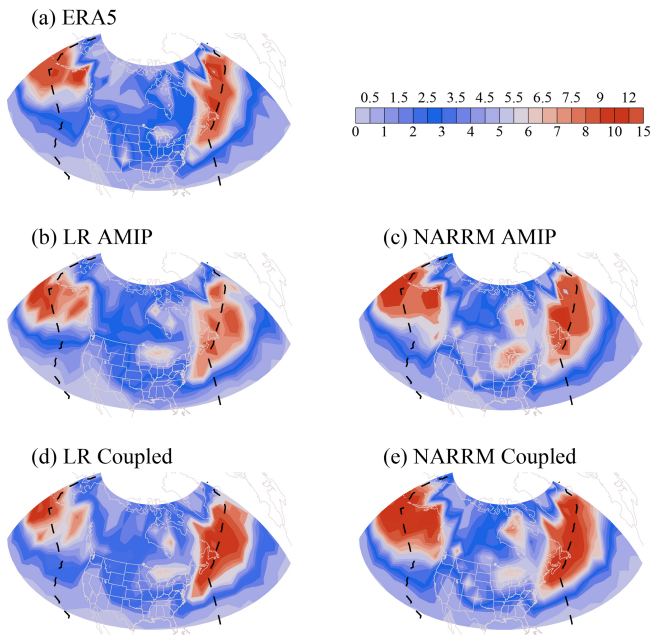 (a) ERA5
0.5 1.5 2.5 3.5 4.5 5.5 6.5 7.5 9 12
0 1 2 3 4 5 6 7 8 10 15
(b) LR AMIP
(c) NARRM AMIP
(d) LR Coupled
(e) NARRM Coupled